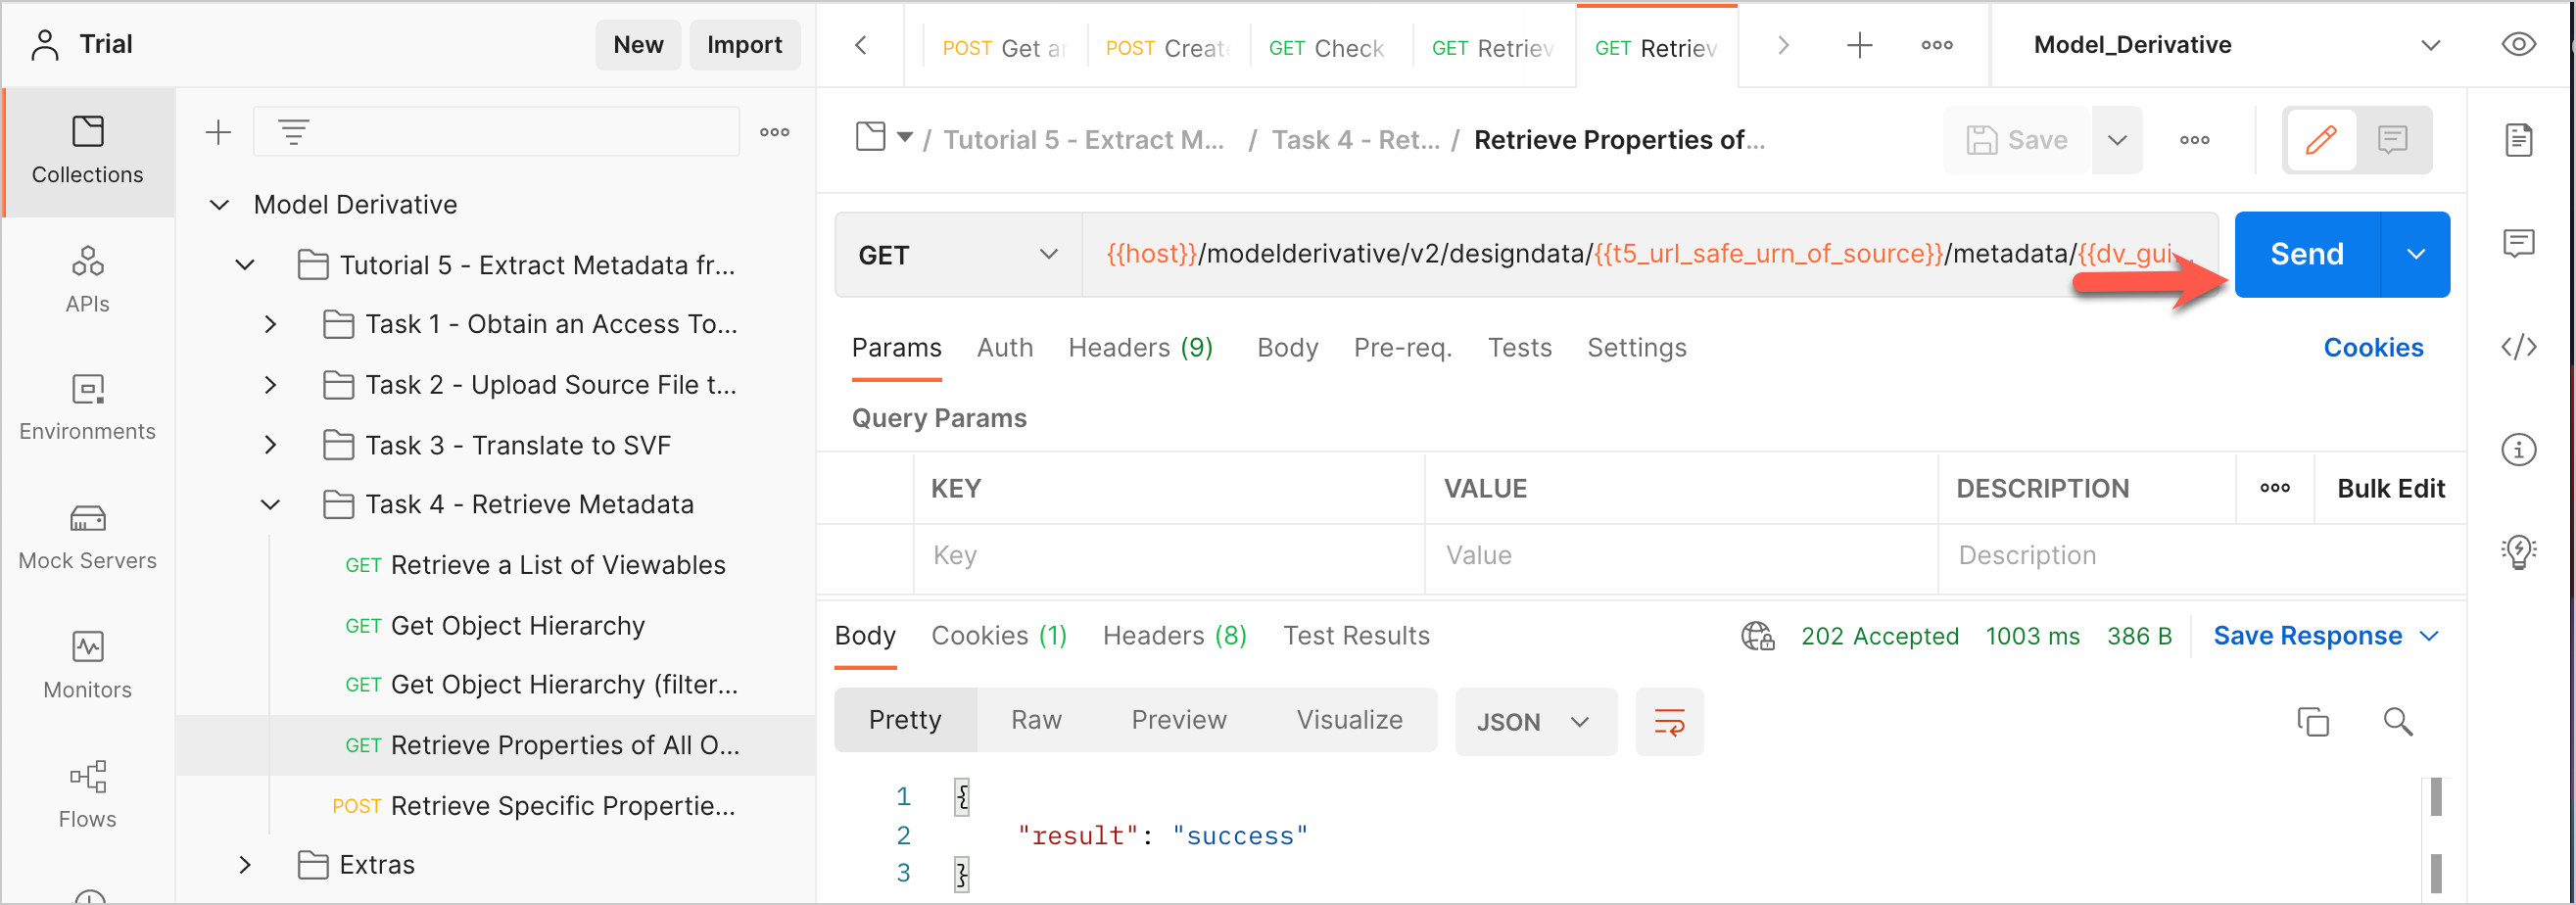 Trial
New
Import
POST Get a
POST Create
GET Check
GET Retriev
GET Retriev
Model_Derivative
Collections
APIs
Environments
Mock Servers
Monitors
Flows
Model Derivative
Tutorial 5 - Extract Metadata fr...
Task 1 - Obtain an Access To...
Task 2 - Upload Source File t...
Task 3 - Translate to SVF
Task 4 - Retrieve Metadata
GET Retrieve a List of Viewables
GET Get Object Hierarchy
GET Get Object Hierarchy (filter...
GET Retrieve Properties of All O...
POST Retrieve Specific Propertie...
Extras
/ Tutorial 5 - Extract M... / Task 4 - Ret... / Retrieve Properties of...
Save
GET
{{host}}/modelderivative/v2/designdata/{{t5_url_safe_urn_of_source}}/metadata/{{dv_gui...
Send
Params Auth Headers (9) Body Pre-req. Tests Settings
Cookies
Query Params
KEY VALUE DESCRIPTION Bulk Edit
Key Value Description
Body Cookies (1) Headers (8) Test Results
202 Accepted 1003 ms 386 B Save Response
Pretty Raw Preview Visualize JSON
1 {
2 "result": "success"
3 }